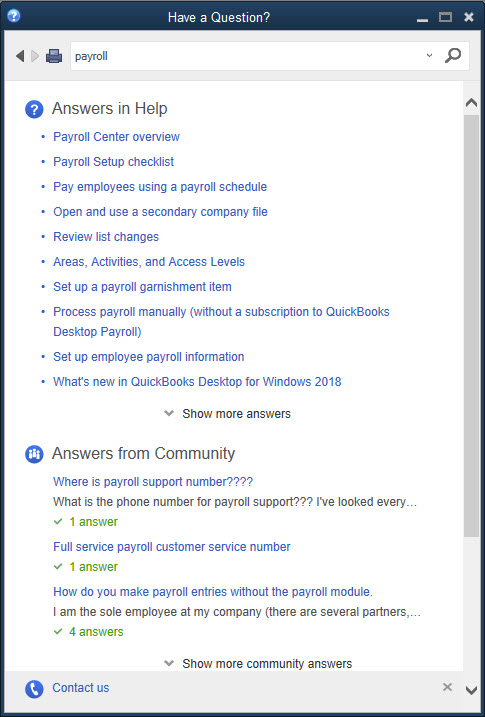 Have a Question?
payroll
Answers in Help
• Payroll Center overview
• Payroll Setup checklist
• Pay employees using a payroll schedule
• Open and use a secondary company file
• Review list changes
• Areas, Activities, and Access Levels
• Set up a payroll garnishment item
• Process payroll manually (without a subscription to QuickBooks
Desktop Payroll)
• Set up employee payroll information
• What's new in QuickBooks Desktop for Windows 2018
Show more answers
Answers from Community
Where is payroll support number????
What is the phone number for payroll support??? I've looked every…
1 answer
Full service payroll customer service number
1 answer
How do you make payroll entries without the payroll module.
I am the sole employee at my company (there are several partners,…
4 answers
Show more community answers
Contact us